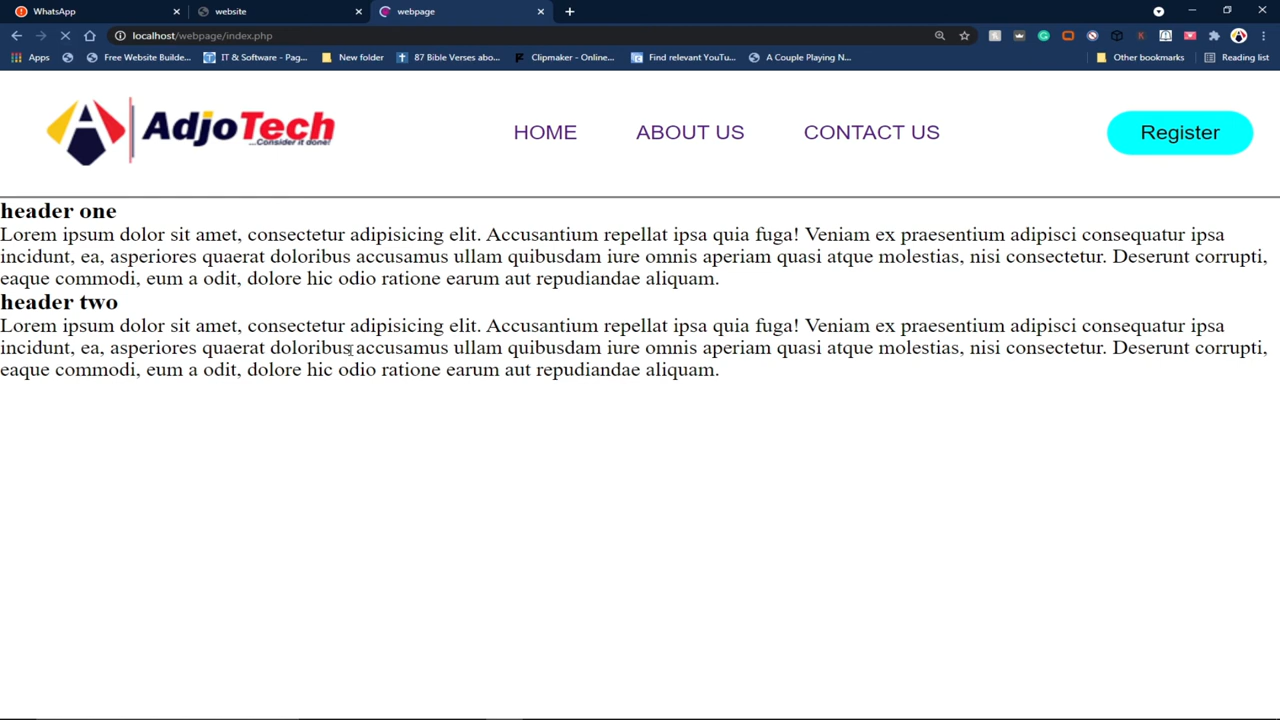 WhatsApp
website
webpage
localhost/webpage/index.php
Apps
Free Website Builde...
IT & Software - Pag...
New folder
87 Bible Verses abo...
Clipmaker - Online...
Find relevant YouTu...
A Couple Playing N...
Other bookmarks
Reading list
AdjoTech
...Consider it done!
HOME
ABOUT US
CONTACT US
Register
header one
Lorem ipsum dolor sit amet, consectetur adipisicing elit. Accusantium repellat ipsa quia fuga! Veniam ex praesentium adipisci consequatur ipsa
incidunt, ea, asperiores quaerat doloribus accusamus ullam quibusdam iure omnis aperiam quasi atque molestias, nisi consectetur. Deserunt corrupti,
eaque commodi, eum a odit, dolore hic odio ratione earum aut repudiandae aliquam.
header two
Lorem ipsum dolor sit amet, consectetur adipisicing elit. Accusantium repellat ipsa quia fuga! Veniam ex praesentium adipisci consequatur ipsa
incidunt, ea, asperiores quaerat doloribus accusamus ullam quibusdam iure omnis aperiam quasi atque molestias, nisi consectetur. Deserunt corrupti,
eaque commodi, eum a odit, dolore hic odio ratione earum aut repudiandae aliquam.